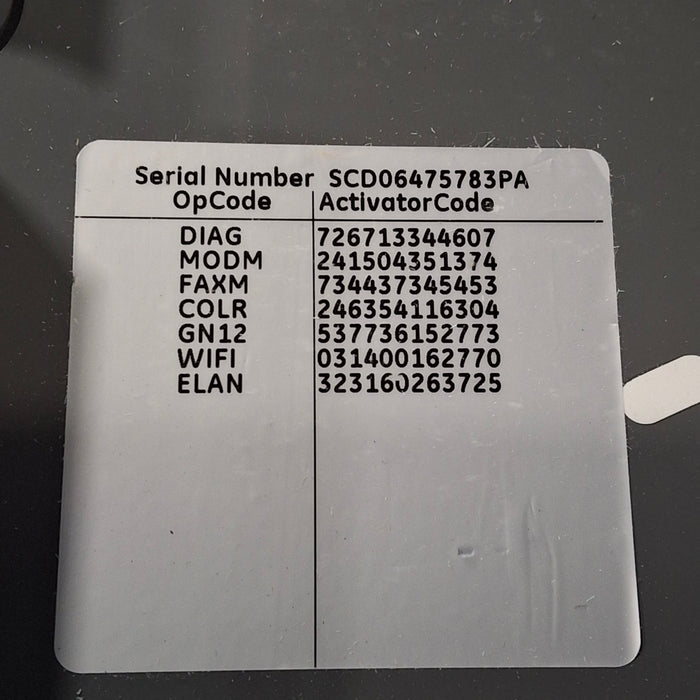 Serial Number SCD06475783PA
OpCode ActivatorCode
DIAG 726713344607
MODM 241504351374
FAXM 734437345453
COLR 246354116304
GN12 537736152773
WIFI 031400162770
ELAN 323160263725